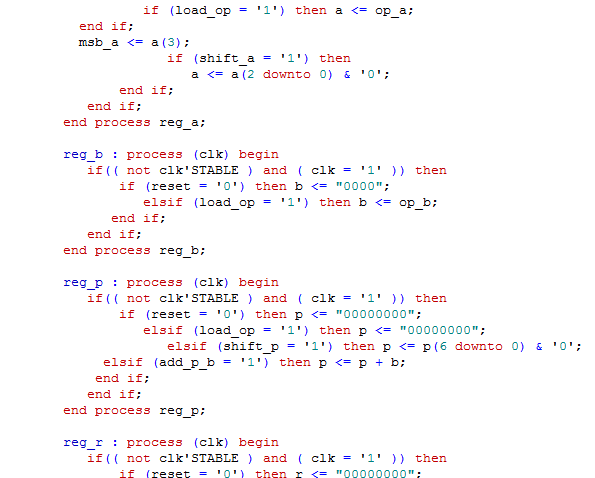 if (load_op = '1') then a <= op_a;
end if;
msb_a <= a(3);
if (shift_a = '1') then
a <= a(2 downto 0) & '0';
end if;
end if;
end process reg_a;
reg_b : process (clk) begin
if(( not clk'STABLE ) and ( clk = '1' )) then
if (reset = '0') then b <= "0000";
elsif (load_op = '1') then b <= op_b;
end if;
end if;
end process reg_b;
reg_p : process (clk) begin
if(( not clk'STABLE ) and ( clk = '1' )) then
if (reset = '0') then p <= "00000000";
elsif (load_op = '1') then p <= "00000000";
elsif (shift_p = '1') then p <= p(6 downto 0) & '0';
elsif (add_p_b = '1') then p <= p + b;
end if;
end if;
end process reg_p;
reg_r : process (clk) begin
if(( not clk'STABLE ) and ( clk = '1' )) then
if (reset = '0') then r <= "00000000";